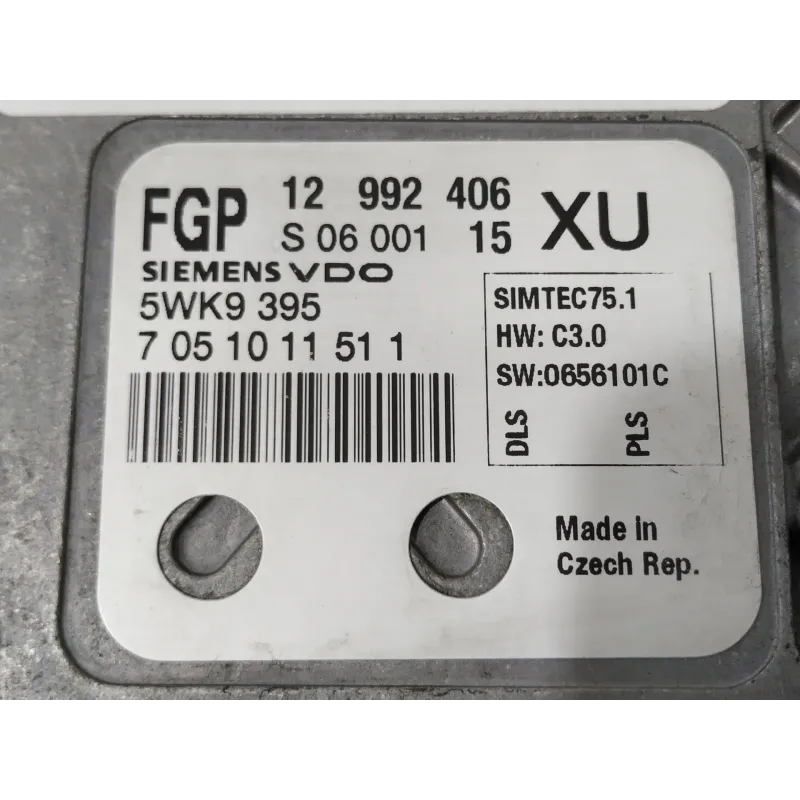 FGP 12 992 406 XU
S 06 001 15
SIEMENS VDO
5WK9 395
7 05 10 11 51 1
SIMTEC75.1
HW: C3.0
SW:0656101C
DLS PLS
Made in
Czech Rep.